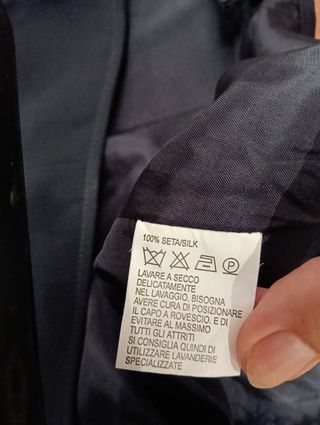 100% SETA/SILK
P
LAVARE A SECCO
DELICATAMENTE
NEL LAVAGGIO, BISOGNA
AVERE CURA DI POSIZIONARE
IL CAPO A ROVESCIO, E DI
EVITARE AL MASSIMO
TUTTI GLI ATTRITI
SI CONSIGLIA QUINDI DI
UTILIZZARE LAVANDERIE
SPECIALIZZATE